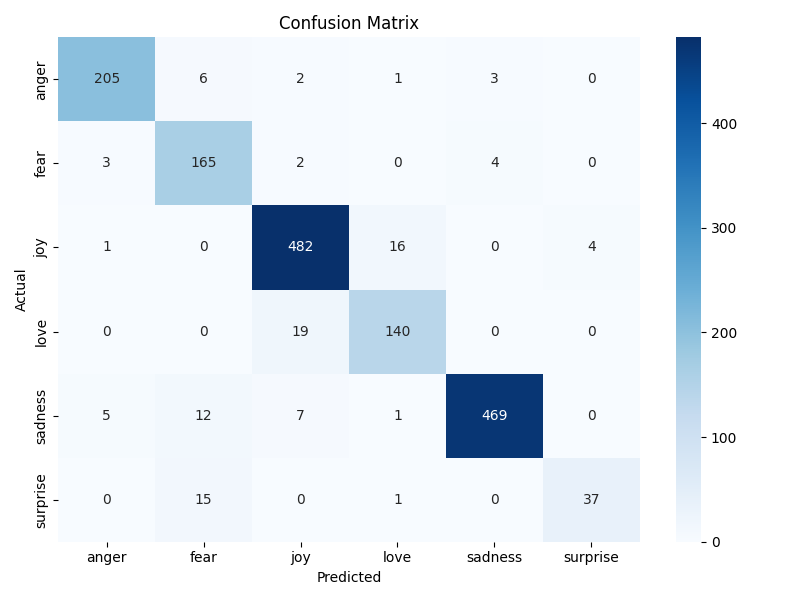 Confusion Matrix
anger 205 6 2 1 3 0
fear 3 165 2 0 4 0
joy 1 0 482 16 0 4
love 0 0 19 140 0 0
sadness 5 12 7 1 469 0
surprise 0 15 0 1 0 37
Actual
anger fear joy love sadness surprise
Predicted
400
300
200
100
0